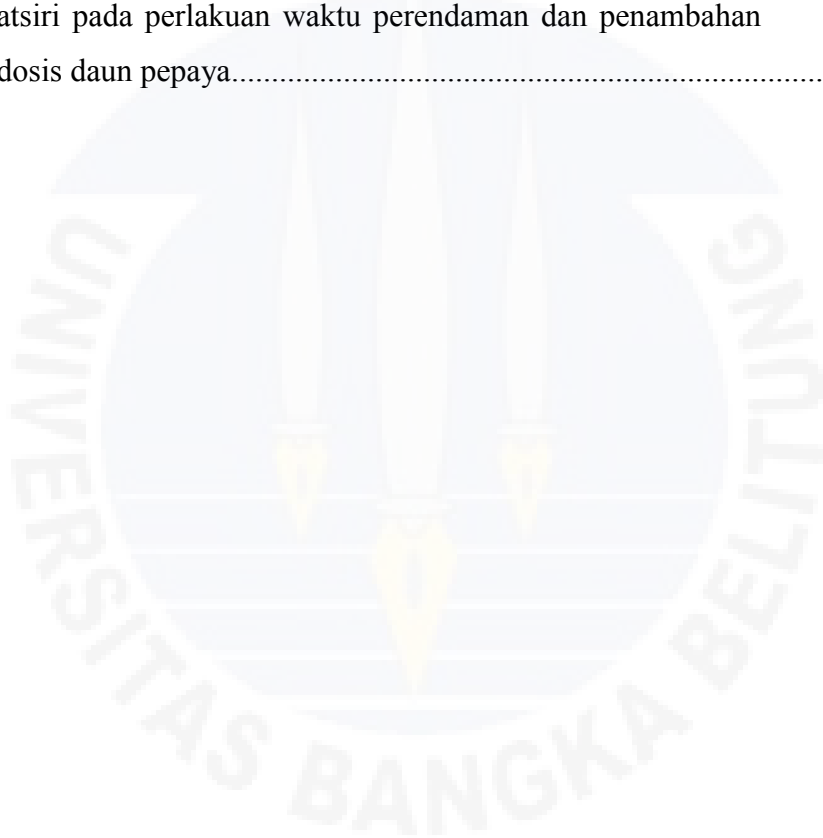 atsiri pada perlakuan waktu perendaman dan penambahan
dosis daun pepaya..........................................................................
UNIVERSITAS BANGKA BELITUNG